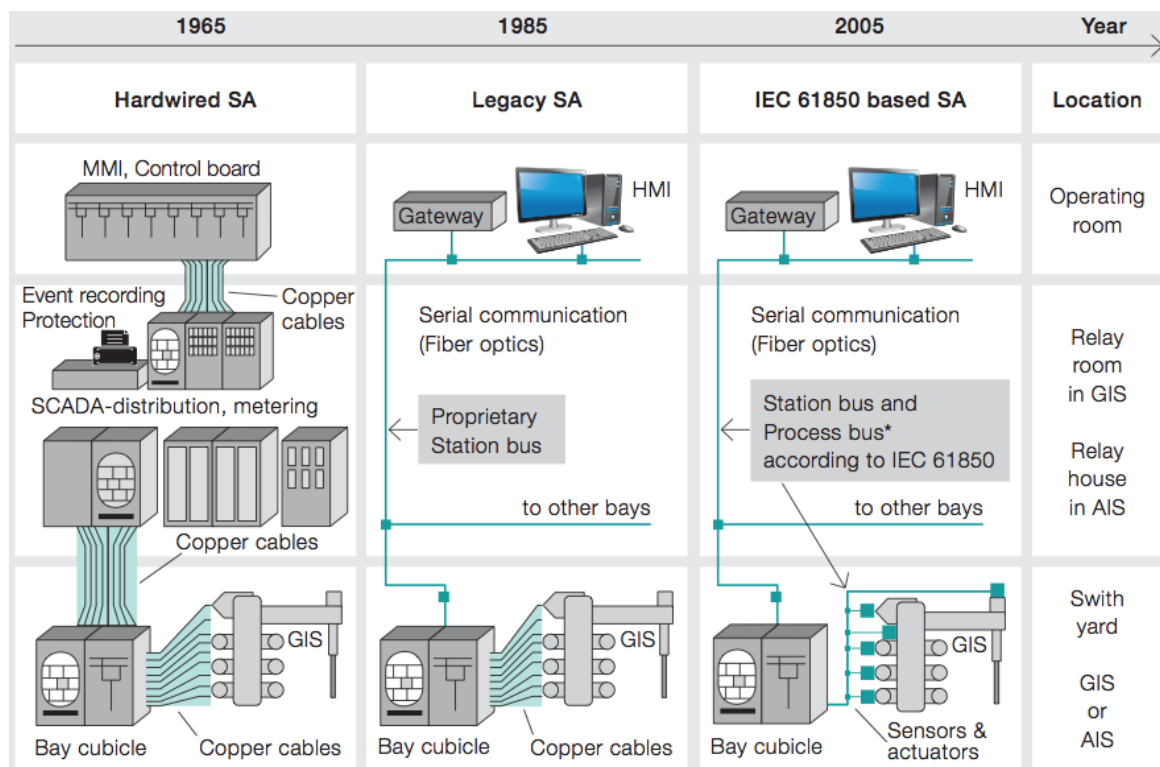 1965
1985
2005
Year
Hardwired SA
Legacy SA
IEC 61850 based SA
Location
MMI, Control board
Copper
cables
Event recording
Protection
SCADA-distribution, metering
Copper cables
GIS
Bay cubicle
Copper cables
Gateway
HMI
Serial communication
(Fiber optics)
Proprietary
Station bus
to other bays
GIS
Bay cubicle
Copper cables
Gateway
HMI
Serial communication
(Fiber optics)
Station bus and
Process bus*
according to IEC 61850
to other bays
GIS
Bay cubicle
Sensors &
actuators
Operating
room
Relay
room
in GIS
Relay
house
in AIS
Swith
yard
GIS
or
AIS